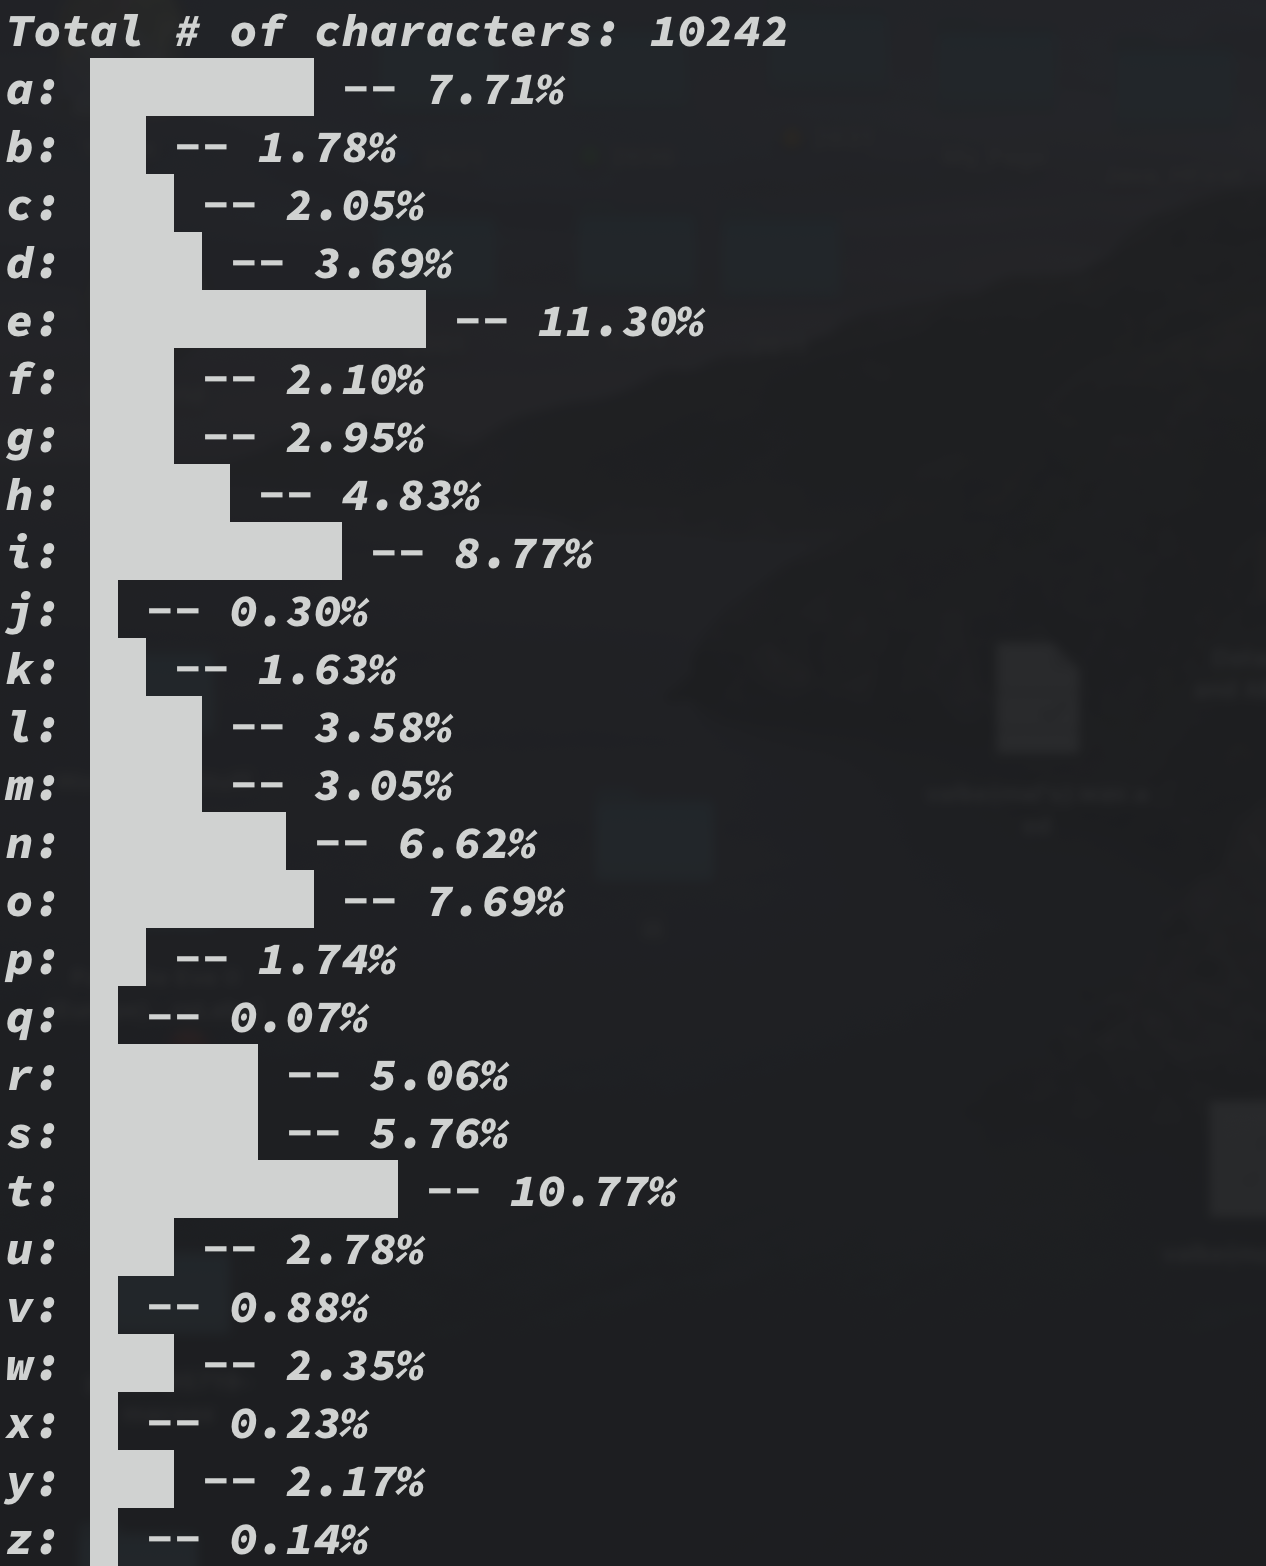 Total # of characters: 10242
a: -- 7.71%
b: -- 1.78%
c: -- 2.05%
d: -- 3.69%
e: -- 11.30%
f: -- 2.10%
g: -- 2.95%
h: -- 4.83%
i: -- 8.77%
j: -- 0.30%
k: -- 1.63%
l: -- 3.58%
m: -- 3.05%
n: -- 6.62%
o: -- 7.69%
p: -- 1.74%
q: -- 0.07%
r: -- 5.06%
s: -- 5.76%
t: -- 10.77%
u: -- 2.78%
v: -- 0.88%
w: -- 2.35%
x: -- 0.23%
y: -- 2.17%
z: -- 0.14%